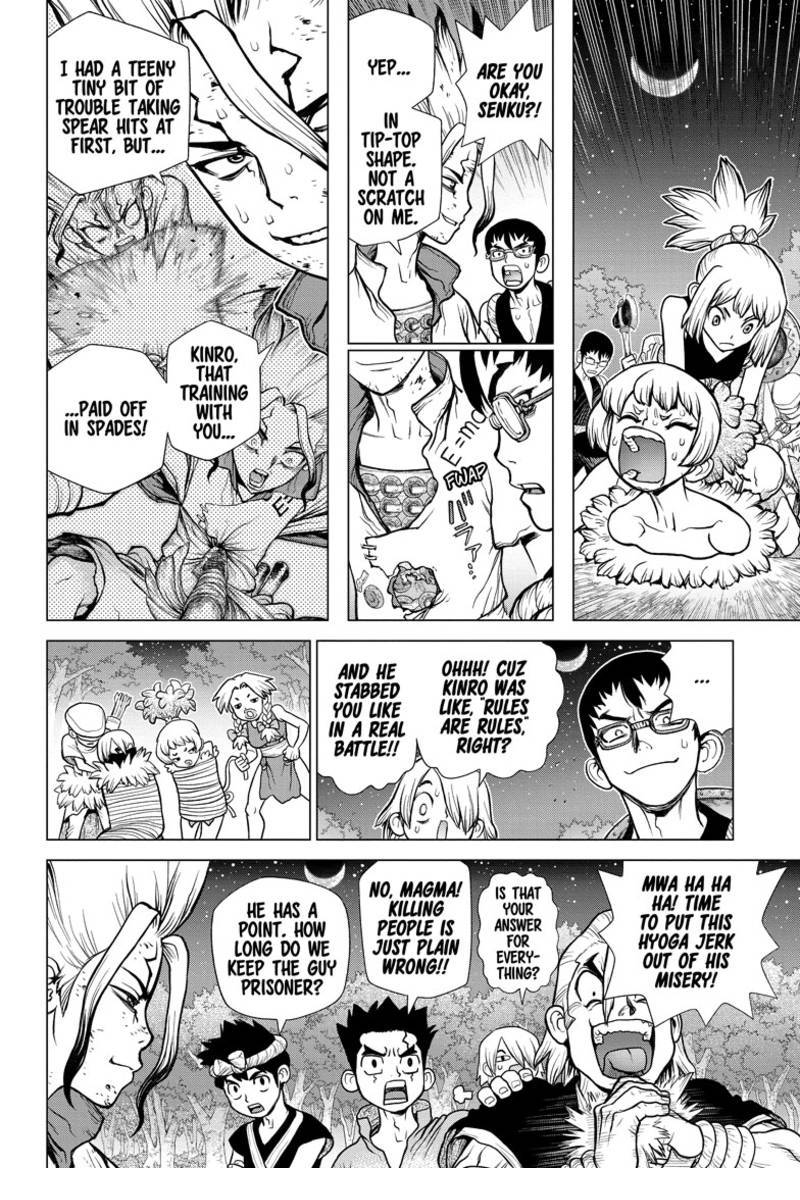 ARE YOU
OKAY,
SENKU?!
YEP...
IN
TIP-TOP
SHAPE.
NOT A
SCRATCH
ON ME.
E=mc
FWAP
バラァ…
I HAD A TEENY
TINY BIT OF
TROUBLE TAKING
SPEAR HITS AT
FIRST, BUT...
KINRO,
THAT
TRAINING
WITH
YOU...
...PAID OFF
IN SPADES!
E
...
OHHH! CUZ
KINRO WAS
LIKE, "RULES
ARE RULES,"
RIGHT?
AND HE
STABBED
YOU LIKE
IN A REAL
BATTLE!!
MWA HA HA
HA! TIME
TO PUT THIS
HYOGA JERK
OUT OF HIS
MISERY!
IS THAT
YOUR
ANSWER
FOR
EVERY-
THING?
NO, MAGMA!
KILLING
PEOPLE IS
JUST PLAIN
WRONG!!
HE HAS A
POINT. HOW
LONG DO WE
KEEP THE GUY
PRISONER?